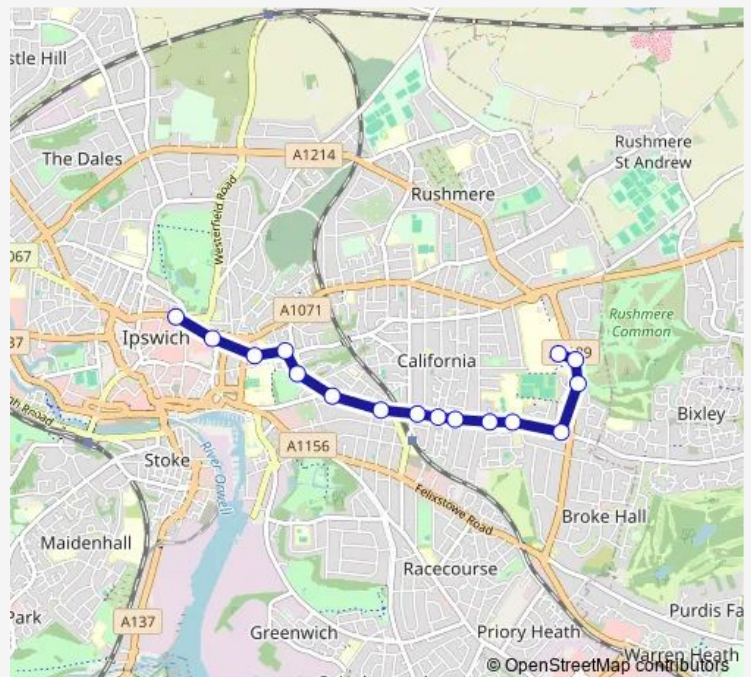 stle Hill
The Dales
A1214
Rushmere
St Andrew
Rushmere
Westerfield Road
067
A1071
Rushmere
Common
37
Ipswich
California
Bixley
River Orwell
Stoke
A1156
Felixstowe Road
Broke Hall
Maidenhall
Racecourse
Park
A137
Greenwich
Priory Heath
Purdis Fa
Warren Heath
© OpenStreetMap contributors